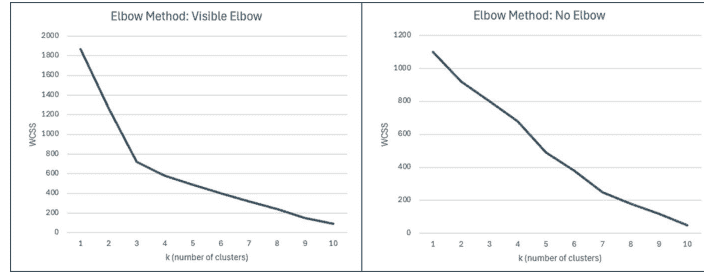 Elbow Method: Visible Elbow
2000
1800
1600
1400
1200
1000
800
600
400
200
0
WCSS
1 2 3 4 5 6 7 8 9 10
k (number of clusters)
Elbow Method: No Elbow
1200
1000
800
600
400
200
0
WCSS
1 2 3 4 5 6 7 8 9 10
k (number of clusters)